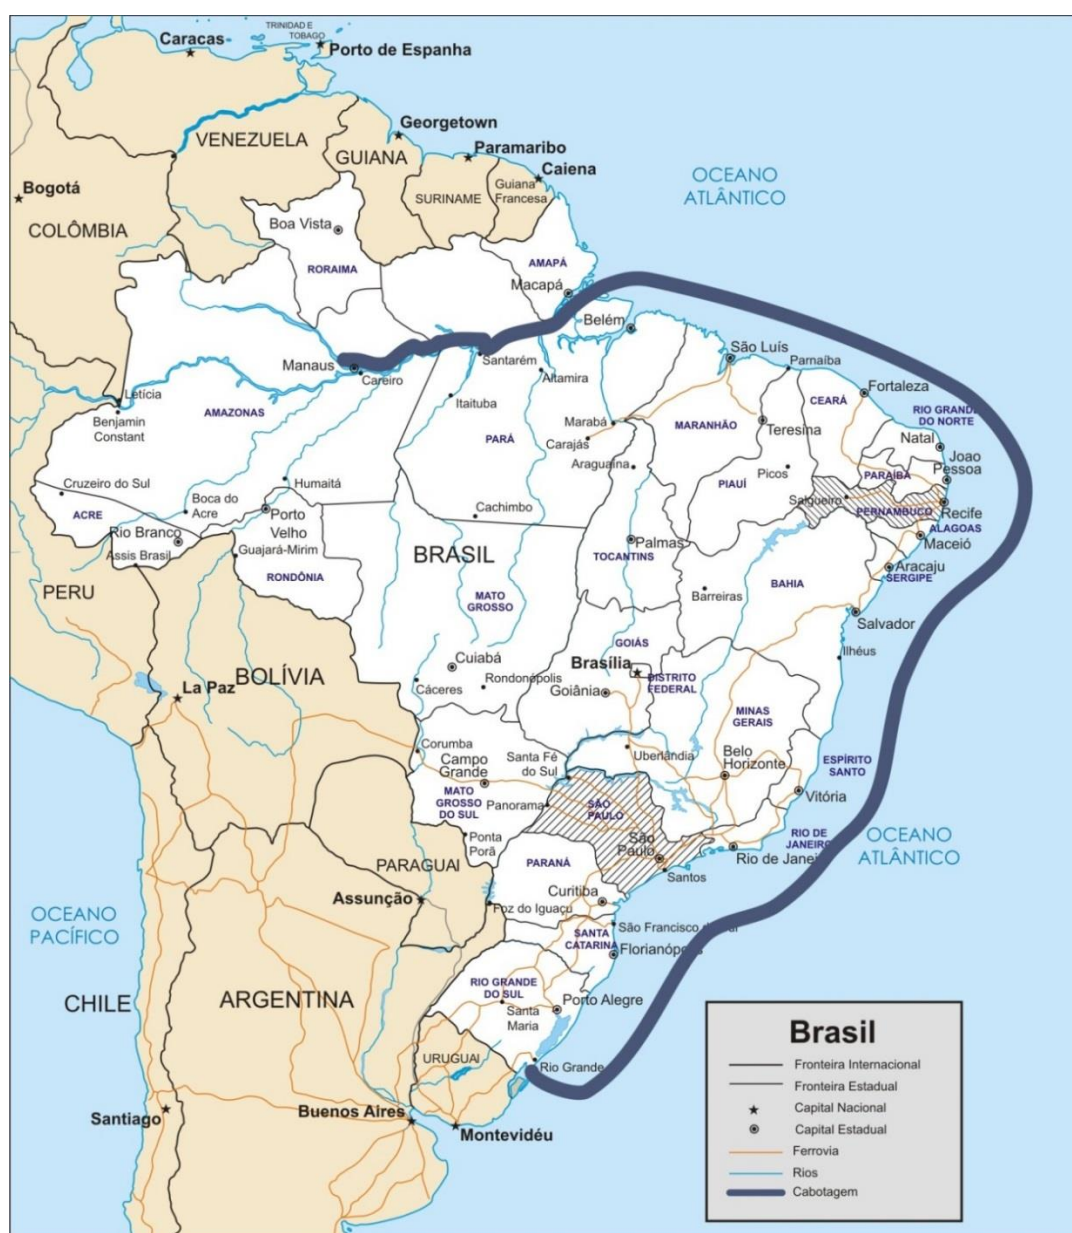 TRINIDAD E
TOBAGO
Caracas
Porto de Espanha
VENEZUELA
Georgetown
GUIANA
Paramaribo
Caiena
Bogotá
COLÔMBIA
SURINAME
Guiana
Francesa
OCEANO
ATLÂNTICO
Boa Vista
RORAIMA
AMAPÁ
Macapá
Belém
Manaus
Careiro
Santarém
Altamira
São Luís
Parnaíba
Letícia
Benjamin
Constant
AMAZONAS
Itaituba
PARÁ
Marabá
Carajás
MARANHÃO
Teresina
CEARÁ
Fortaleza
RIO GRANDE
DO NORTE
Natal
Joao
Pessoa
Araguaína
Picos
PIAUÍ
PARAÍBA
Salgueiro
PERNAMBUCO
Recife
ALAGOAS
Maceió
Cruzeiro do Sul
ACRE
Boca do
Acre
Humaitá
Rio Branco
Assis Brasil
Porto
Velho
Guajará-Mirim
RONDÔNIA
Cachimbo
BRASIL
Palmas
TOCANTINS
Aracaju
SERGIPE
BAHIA
Barreiras
Salvador
Ilhéus
PERU
MATO
GROSSO
GOIÁS
Cuiabá
Rondonópolis
Cáceres
Brasília
DISTRITO
FEDERAL
Goiânia
BOLÍVIA
La Paz
MINAS
GERAIS
Corumba
Campo
Grande
Santa Fé
do Sul
Uberlândia
Belo
Horizonte
ESPÍRITO
SANTO
Vitória
MATO
GROSSO
DO SUL
Panorama
SÃO
PAULO
São
Paulo
Santos
RIO DE
JANEIRO
Rio de Janei
OCEANO
ATLÂNTICO
Ponta
Porã
PARAGUAI
Assunção
PARANÁ
Curitiba
Foz do Iguaçu
São Francisco
SANTA
CATARINA
Florianópolis
OCEANO
PACÍFICO
CHILE
ARGENTINA
RIO GRANDE
DO SUL
Santa
Maria
Porto Alegre
URUGUAI
Rio Grande
Santiago
Buenos Aires
Montevidéu
Brasil
Fronteira Internacional
Fronteira Estadual
Capital Nacional
Capital Estadual
Ferrovia
Rios
Cabotagem